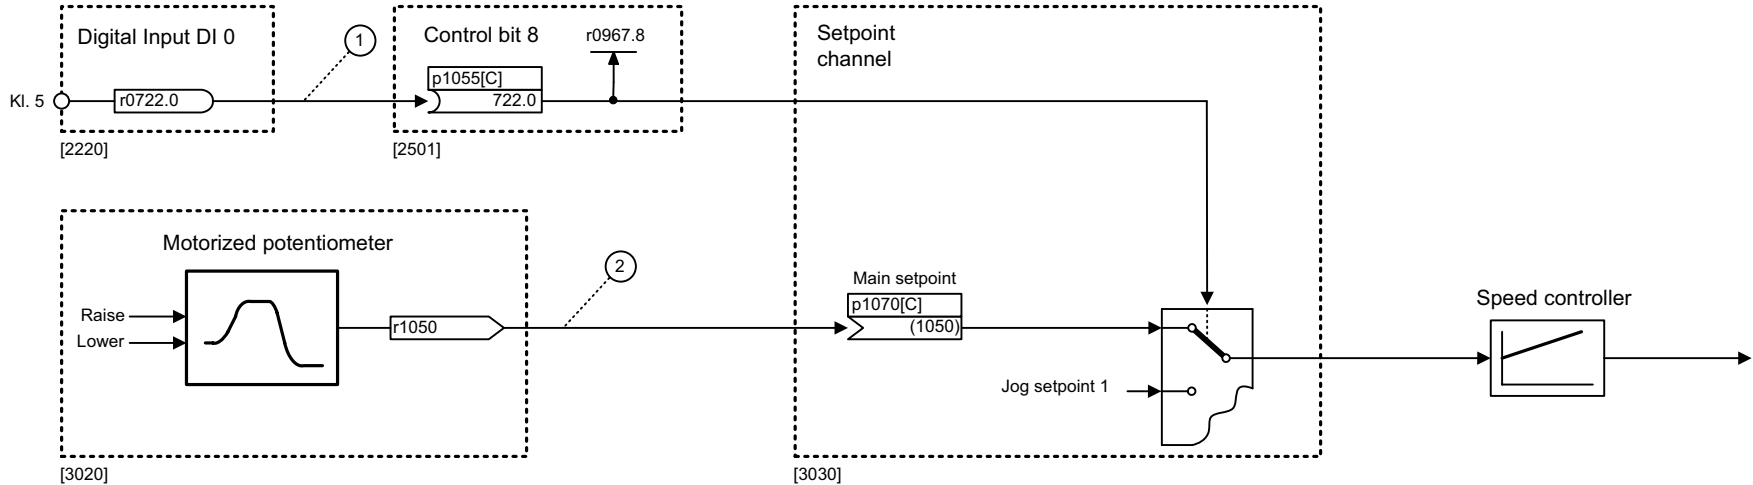 Digital Input DI 0
1
Control bit 8
r0967.8
Setpoint
channel
p1055[C]
Kl. 5
r0722.0
722.0
[2220]
[2501]
Motorized potentiometer
2
Main setpoint
p1070[C]
Speed controller
Raise
r1050
(1050)
Lower
Jog setpoint 1
[3020]
[3030]